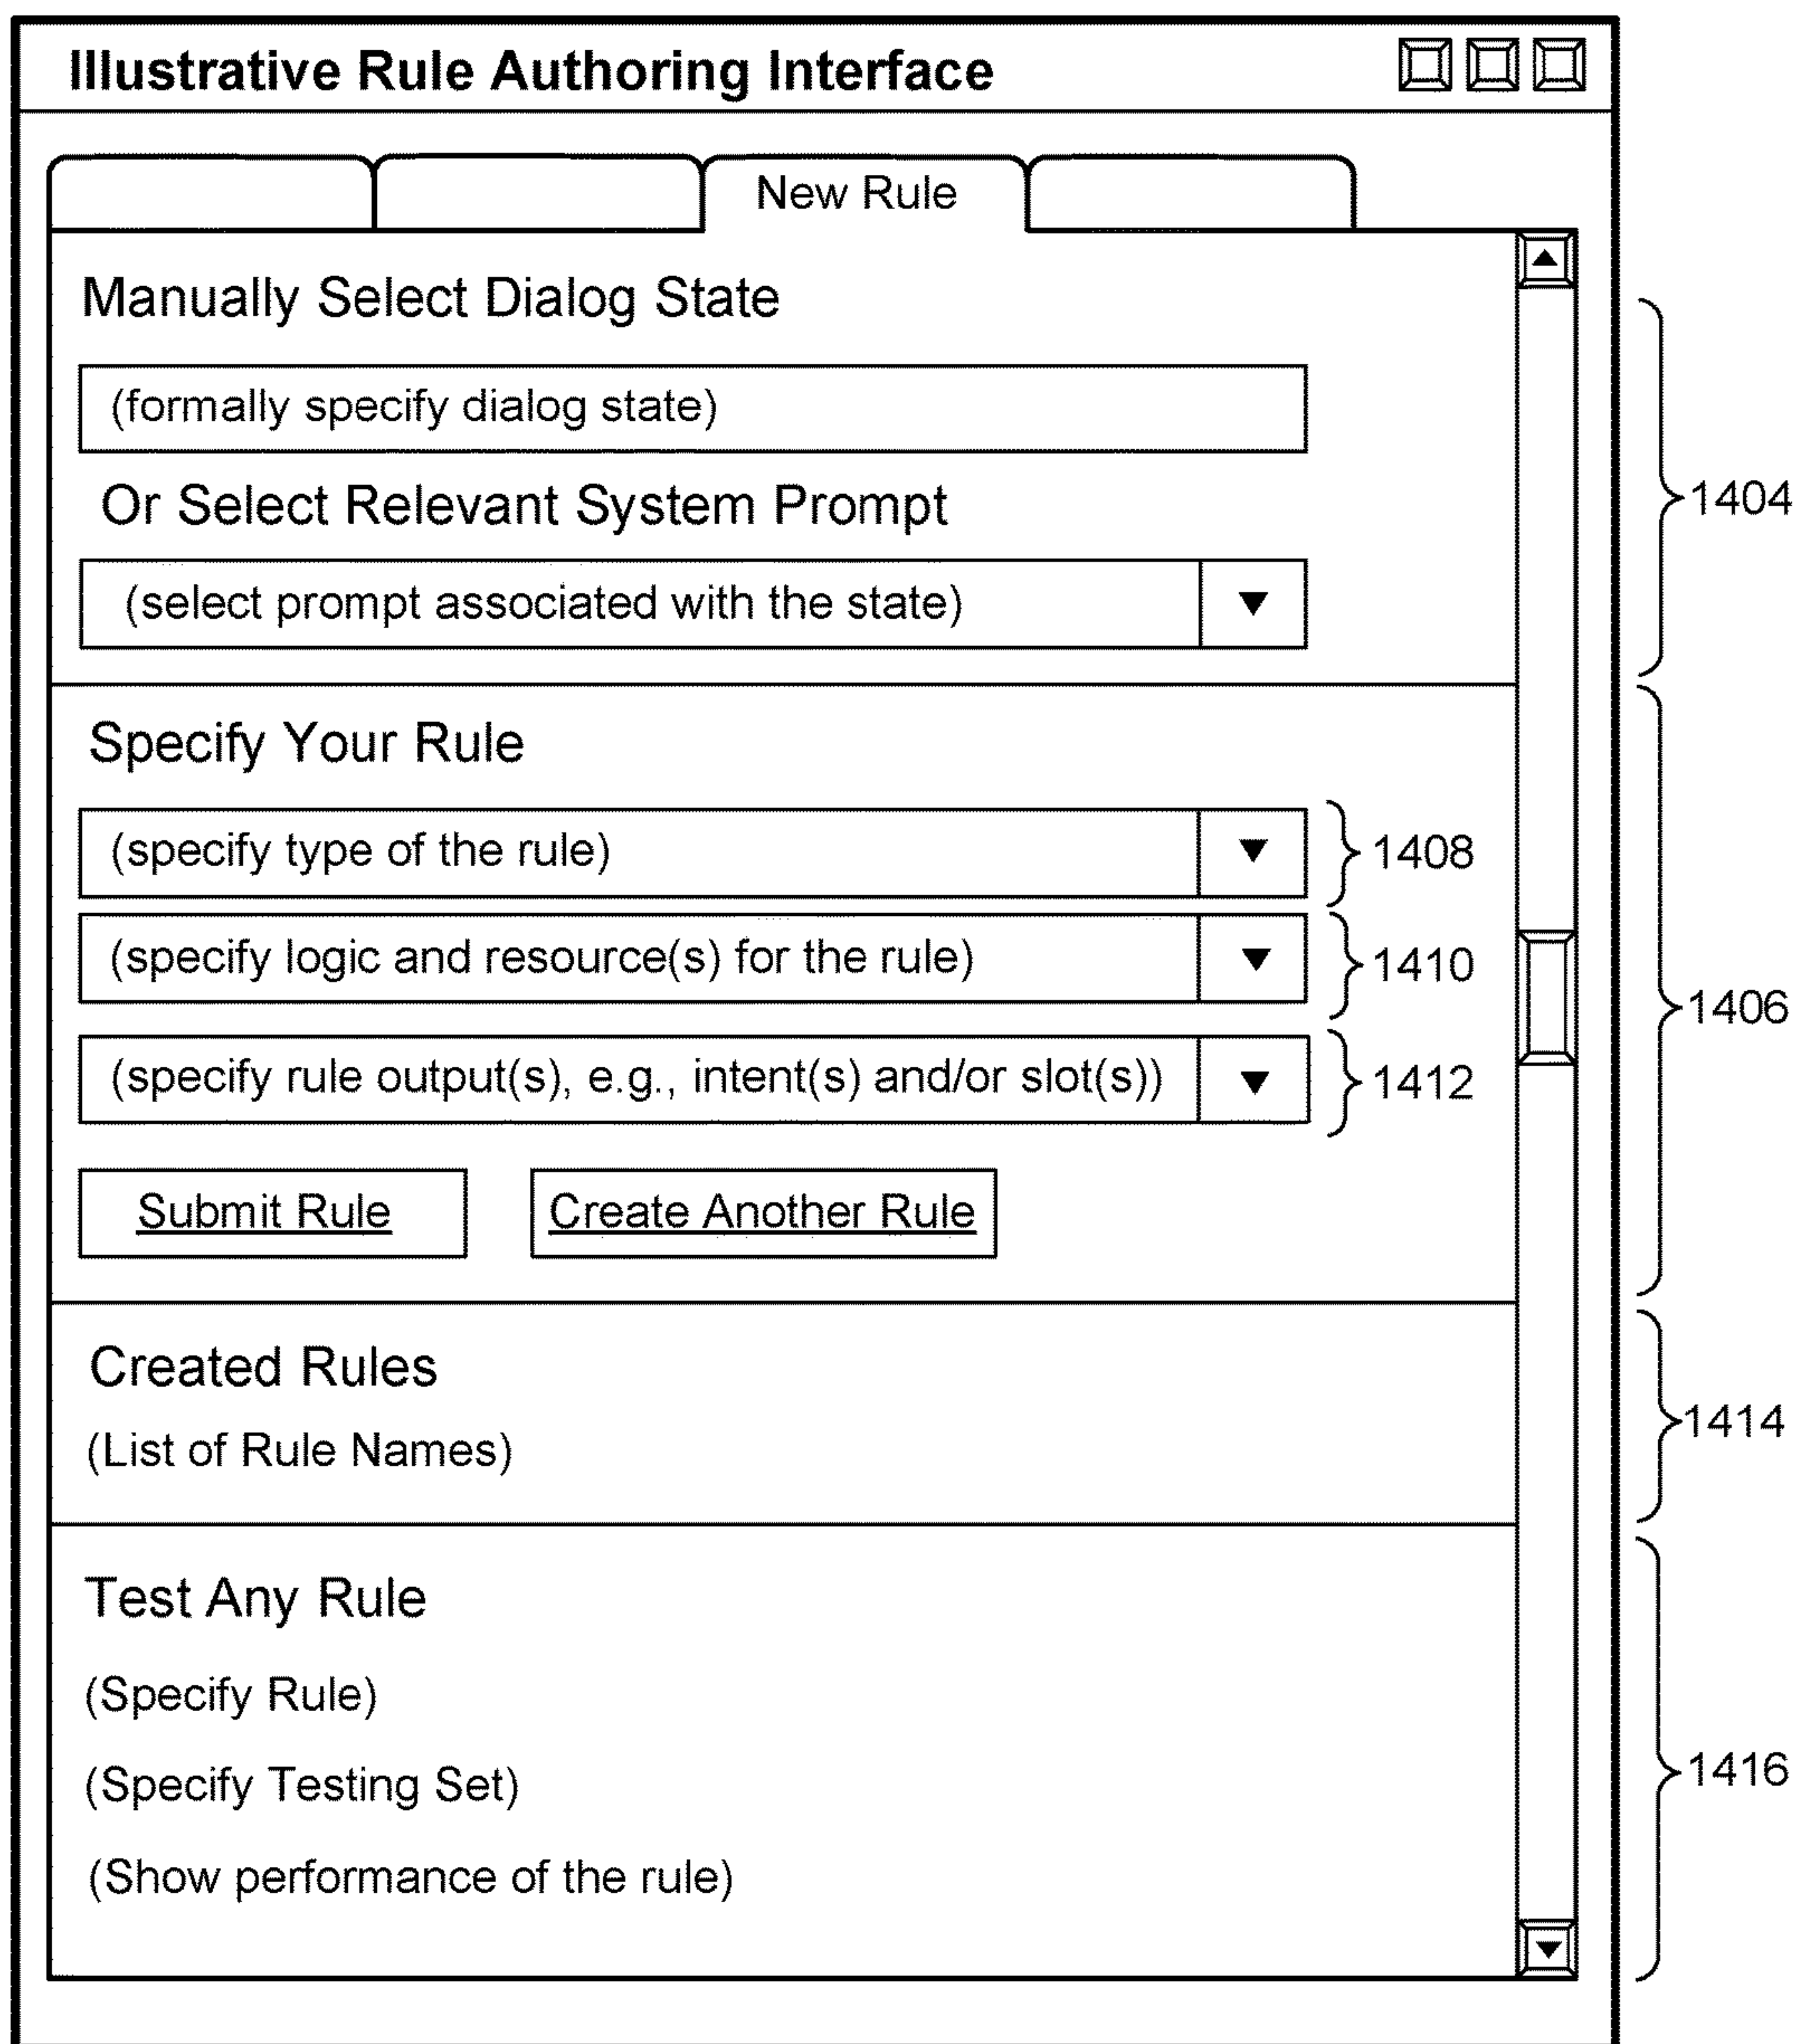 Illustrative Rule Authoring Interface
New Rule
Manually Select Dialog State
(formally specify dialog state)
Or Select Relevant System Prompt
1404
(select prompt associated with the state)
Specify Your Rule
(specify type of the rule)
1408
(specify logic and resource(s) for the rule)
1410
1406
(specify rule output(s), e.g., intent(s) and/or slot(s))
1412
Submit Rule
Create Another Rule
Created Rules
1414
(List of Rule Names)
Test Any Rule
(Specify Rule)
1416
(Specify Testing Set)
(Show performance of the rule)